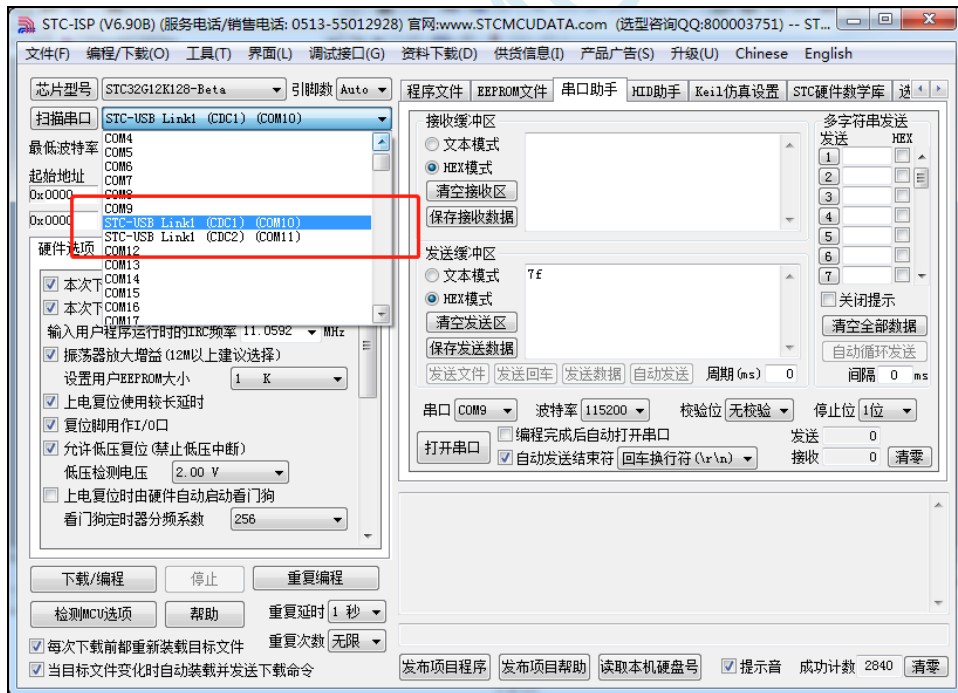 STC-ISP (V6.90B) (服务电话/销售电话: 0513-55012928) 官网:www.STCMCUDATA.com (选型咨询QQ:800003751) -- ST...
文件(F) 编程/下载(O) 工具(T) 界面(L) 调试接口(G) 资料下载(D) 供货信息(I) 产品广告(S) 升级(U) Chinese English
芯片型号 STC32G12K128-Beta 引脚数 Auto
扫描串口 STC-USB Link1 (CDC1) (COM10)
最低波特率
起始地址
0x0000
0x0000
COM4
COM5
COM6
COM7
COM8
COM9
STC-USB Link1 (CDC1) (COM10)
STC-USB Link1 (CDC2) (COM11)
COM12
COM13
COM14
COM15
COM16
COM17
硬件选项
本次下
本次下
输入用户程序运行时的IRC频率 11.0592 MHz
振荡器放大增益(12M以上建议选择)
设置用户EEPROM大小 1 K
上电复位使用较长延时
复位脚用作I/O口
允许低压复位(禁止低压中断)
低压检测电压 2.00 V
上电复位时由硬件自动启动看门狗
看门狗定时器分频系数 256
下载/编程 停止 重复编程
检测MCU选项 帮助 重复延时 1 秒
重复次数 无限
每次下载前都重新装载目标文件
当目标文件变化时自动装载并发送下载命令
程序文件 EEPROM文件 串口助手 HID助手 Keil仿真设置 STC硬件数学库 选
接收缓冲区
文本模式
HEX模式
清空接收区
保存接收数据
发送缓冲区
文本模式 7f
HEX模式
清空发送区
保存发送数据
发送文件 发送回车 发送数据 自动发送 周期(ms) 0
多字符串发送
发送 HEX
1
2
3
4
5
6
7
关闭提示
清空全部数据
自动循环发送
间隔 0 ms
串口 COM9 波特率 115200 校验位 无校验 停止位 1位
打开串口 编程完成后自动打开串口 发送 0
自动发送结束符 回车换行符(\r\n) 接收 0 清零
发布项目程序 发布项目帮助 读取本机硬盘号 提示音 成功计数 2840 清零